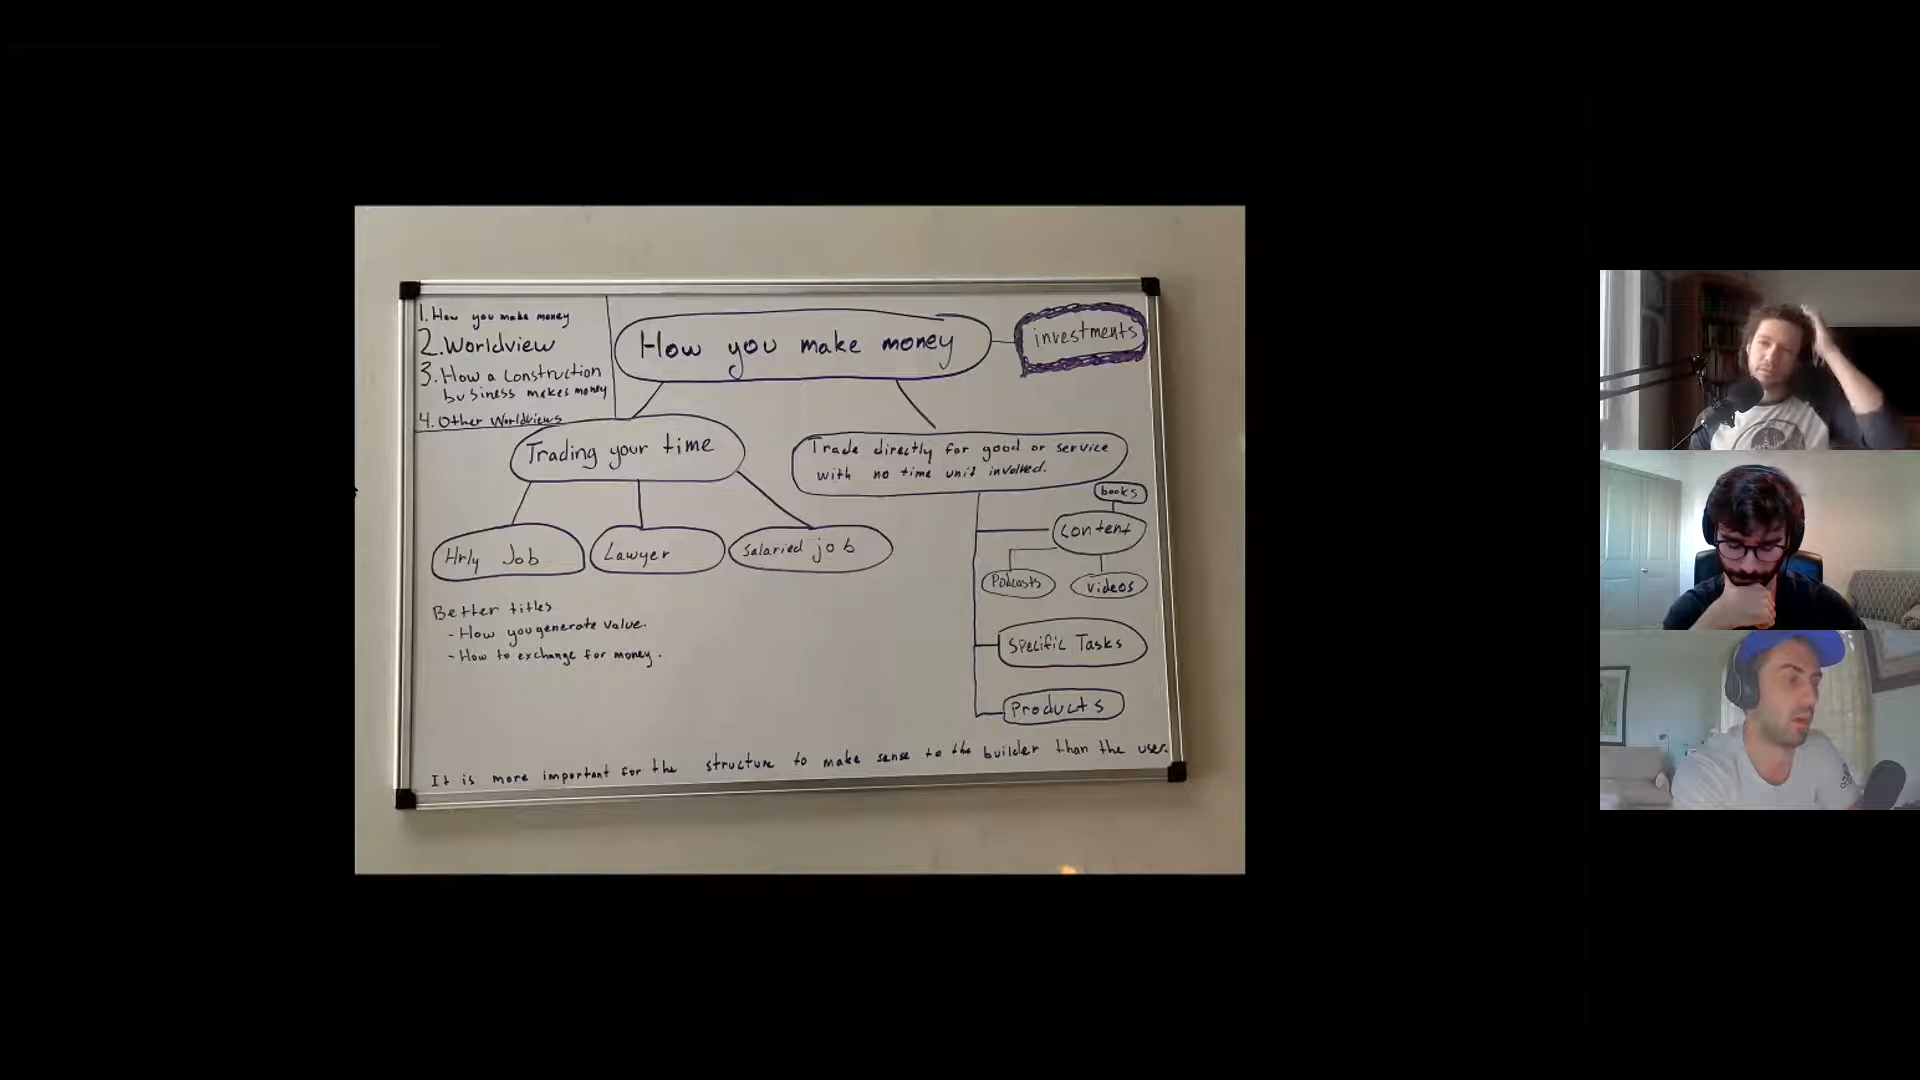 1. How you make money
2. Worldview
3. How a Construction
business makes money
4. Other Worldviews
How you make money
investments
Trading your time
Trade directly for good or service
with no time unit involved.
books
Content
Podcasts
Videos
Hrly Job
Lawyer
Salaried job
Specific Tasks
Products
Better titles
- How you generate value.
- How to exchange for money.
It is more important for the structure to make sense to the builder than the user.